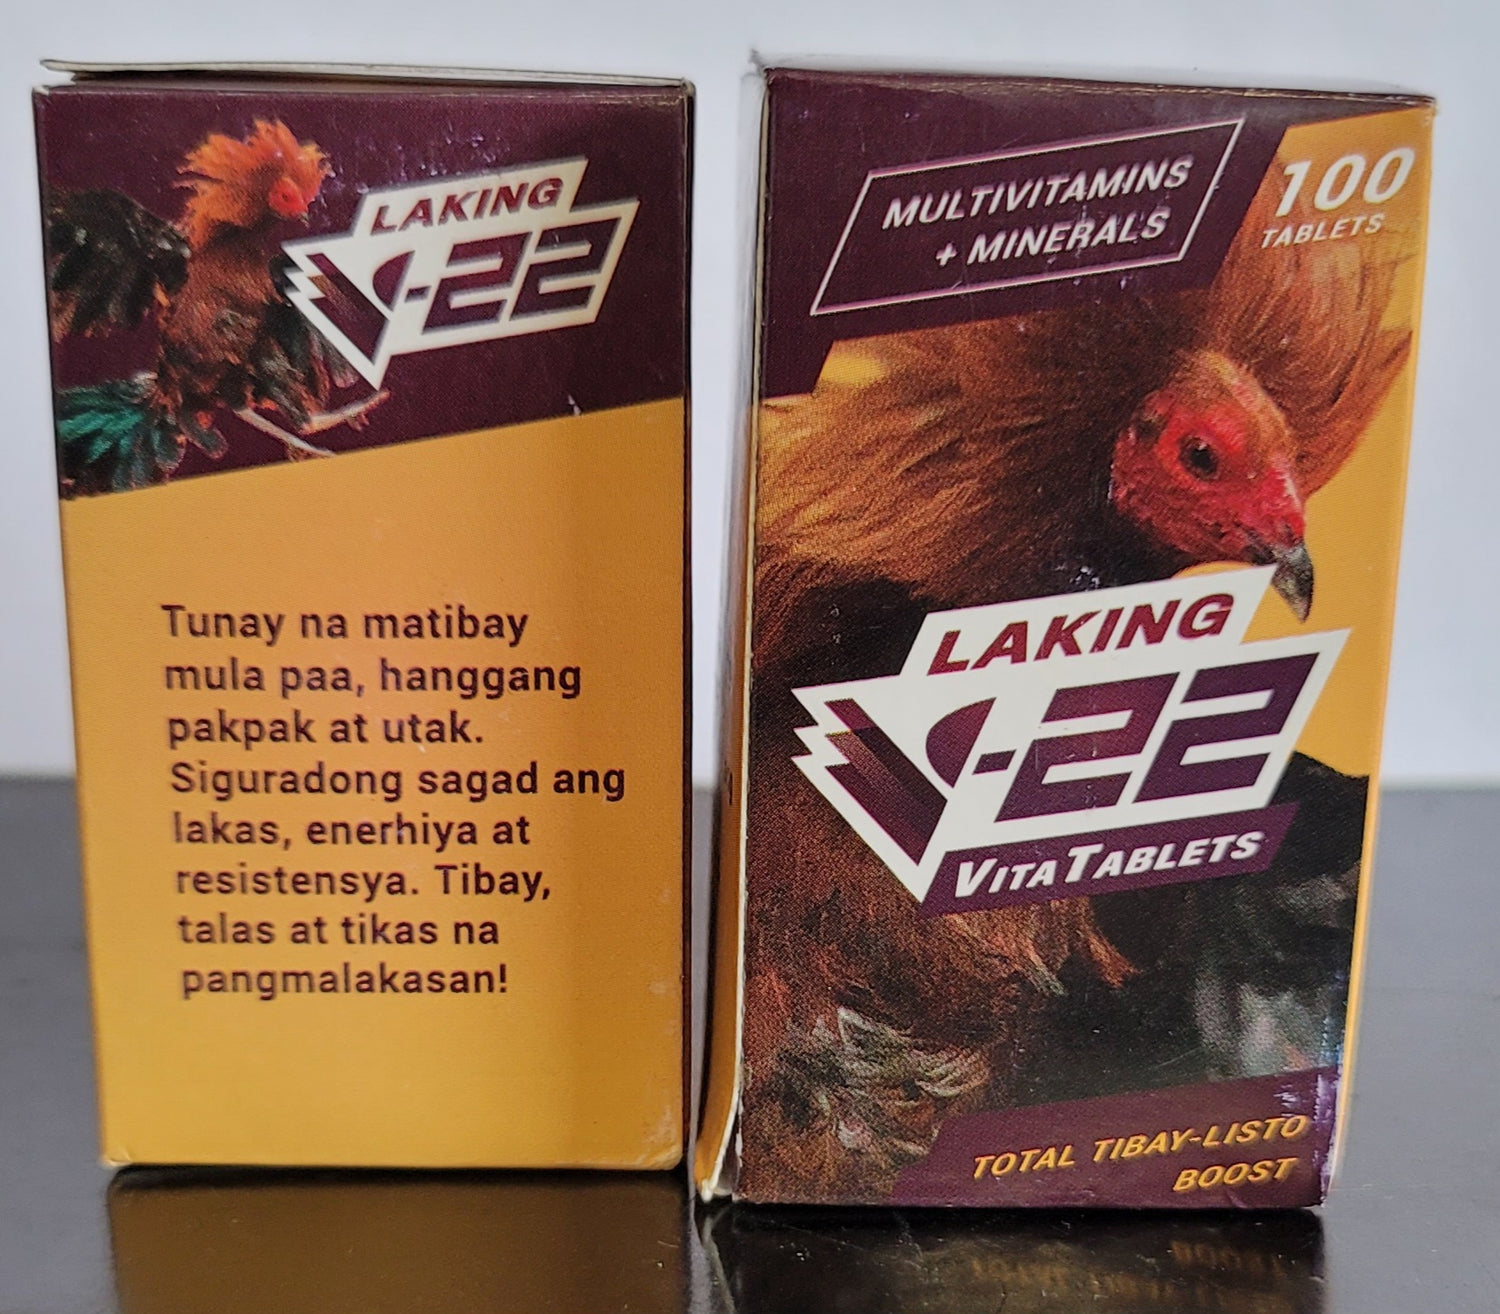 LAKING
V-22
Tunay na matibay
mula paa, hanggang
pakpak at utak.
Siguradong sagad ang
lakas, enerhiya at
resistensya. Tibay,
talas at tikas na
pangmalakasan!
MULTIVITAMINS
+ MINERALS
100
TABLETS
LAKING
V-22
VITATABLETS
TOTAL TIBAY-LISTO
BOOST